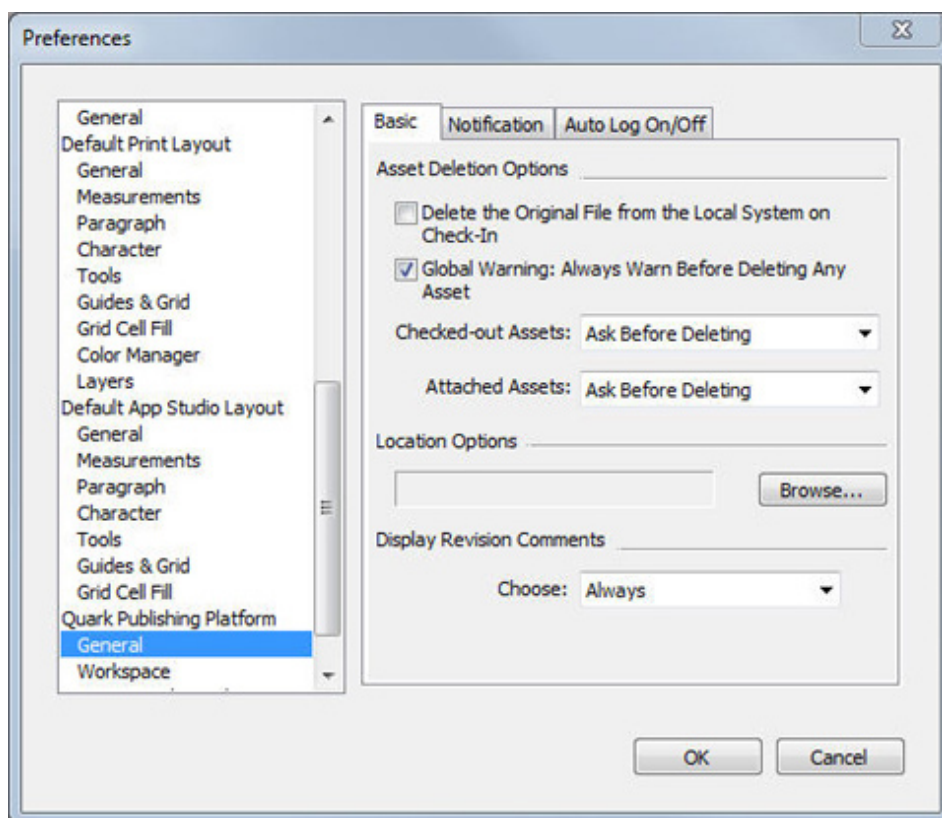 Preferences
General
Default Print Layout
General
Measurements
Paragraph
Character
Tools
Guides & Grid
Grid Cell Fill
Color Manager
Layers
Default App Studio Layout
General
Measurements
Paragraph
Character
Tools
Guides & Grid
Grid Cell Fill
Quark Publishing Platform
General
Workspace
Basic
Notification
Auto Log On/Off
Asset Deletion Options
Delete the Original File from the Local System on
Check-In
Global Warning: Always Warn Before Deleting Any
Asset
Checked-out Assets: Ask Before Deleting
Attached Assets: Ask Before Deleting
Location Options
Browse...
Display Revision Comments
Choose: Always
OK
Cancel